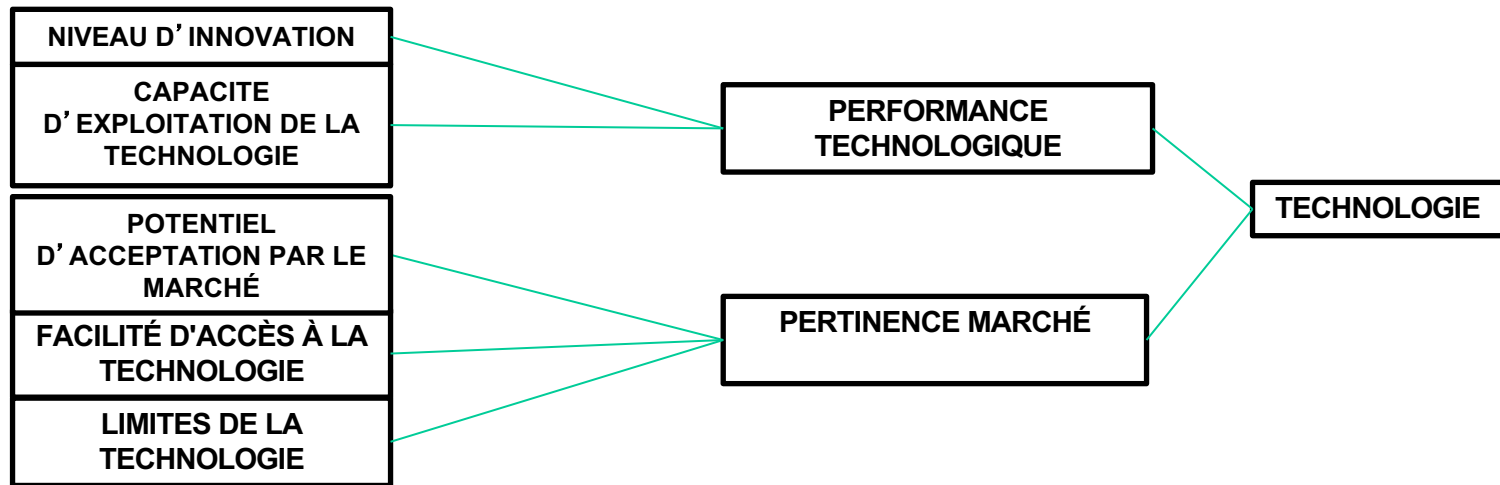 NIVEAU D’INNOVATION
CAPACITE
D’EXPLOITATION DE LA
TECHNOLOGIE
POTENTIEL
D’ACCEPTATION PAR LE
MARCHÉ
FACILITÉ D'ACCÈS À LA
TECHNOLOGIE
LIMITES DE LA
TECHNOLOGIE
PERFORMANCE
TECHNOLOGIQUE
PERTINENCE MARCHÉ
TECHNOLOGIE